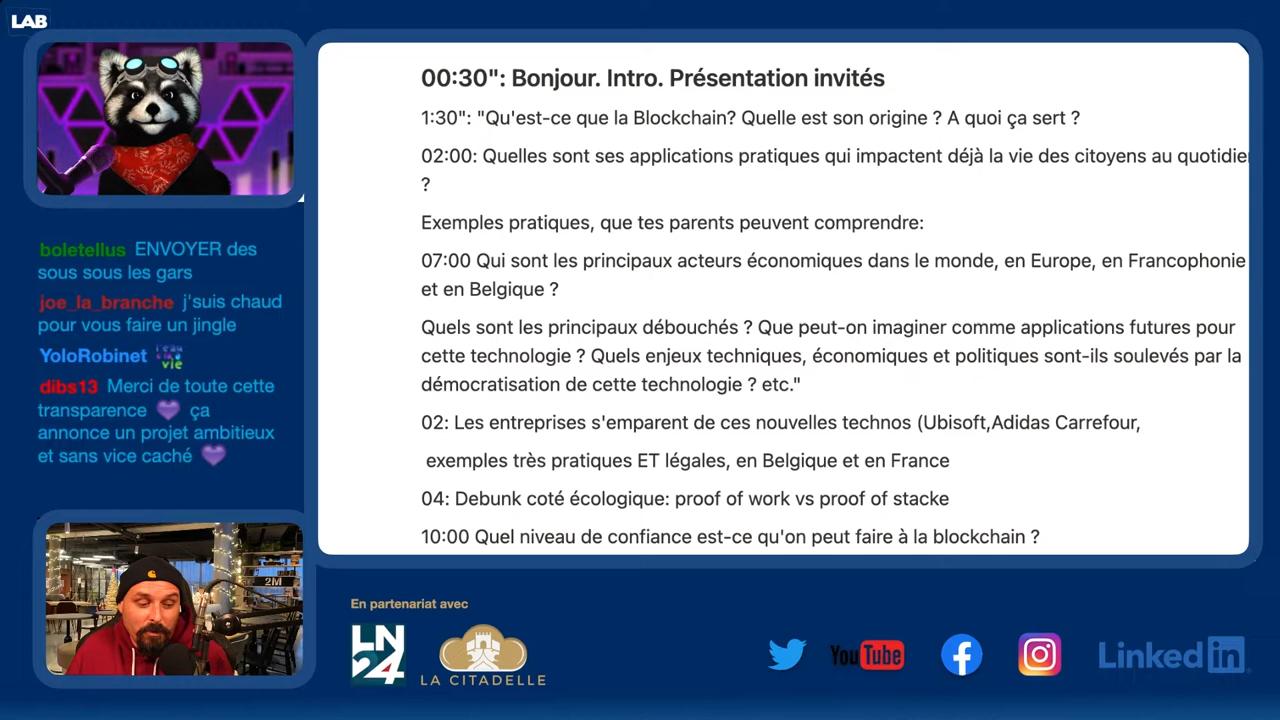 LAB
00:30": Bonjour. Intro. Présentation invités
1:30": "Qu'est-ce que la Blockchain? Quelle est son origine ? A quoi ça sert ?
02:00: Quelles sont ses applications pratiques qui impactent déjà la vie des citoyens au quotidien
?
Exemples pratiques, que tes parents peuvent comprendre:
07:00 Qui sont les principaux acteurs économiques dans le monde, en Europe, en Francophonie
et en Belgique ?
Quels sont les principaux débouchés ? Que peut-on imaginer comme applications futures pour
cette technologie ? Quels enjeux techniques, économiques et politiques sont-ils soulevés par la
démocratisation de cette technologie ? etc."
02: Les entreprises s'emparent de ces nouvelles technos (Ubisoft,Adidas Carrefour,
exemples très pratiques ET légales, en Belgique et en France
04: Debunk coté écologique: proof of work vs proof of stacke
10:00 Quel niveau de confiance est-ce qu'on peut faire à la blockchain ?
boletellus ENVOYER des
sous sous les gars
joe_la_branche j'suis chaud
pour vous faire un jingle
YoloRobinet
dibs13 Merci de toute cette
transparence ça
annonce un projet ambitieux
et sans vice caché
2M
En partenariat avec
LN
24
LA CITADELLE
YouTube
Linked in